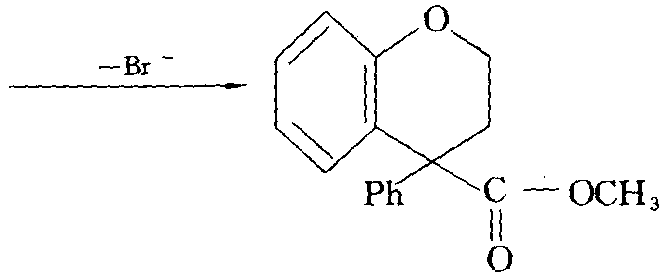 —Br⁻
O
Ph
C — OCH₃
O